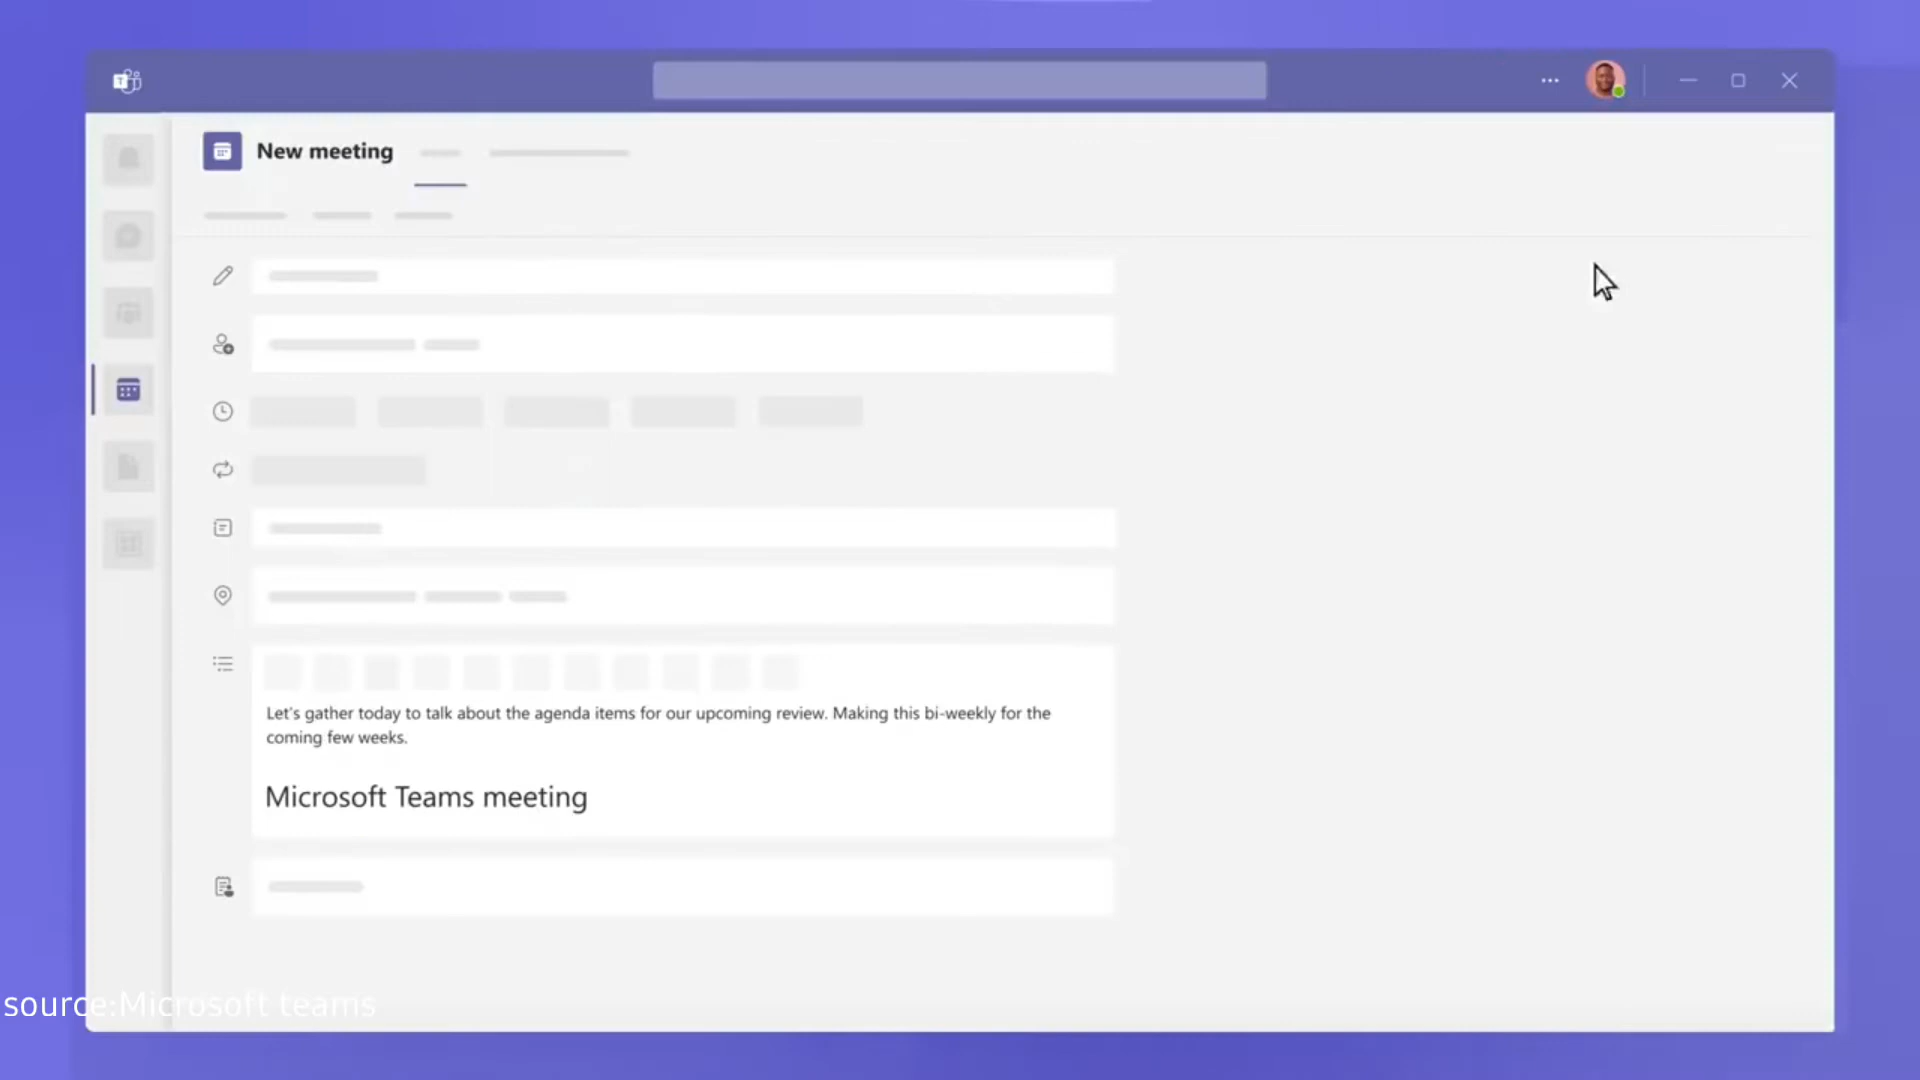 New meeting
Let's gather today to talk about the agenda items for our upcoming review. Making this bi-weekly for the
coming few weeks.
Microsoft Teams meeting
source:Microsoft teams